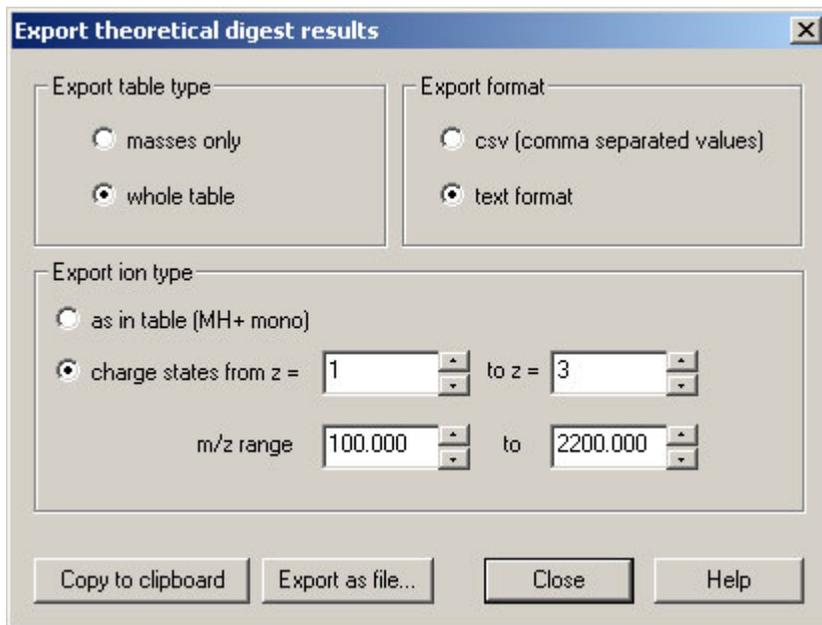 Export theoretical digest results
Export table type
masses only
whole table
Export format
csv (comma separated values)
text format
Export ion type
as in table (MH+ mono)
charge states from z = 1 to z = 3
m/z range 100.000 to 2200.000
Copy to clipboard Export as file... Close Help